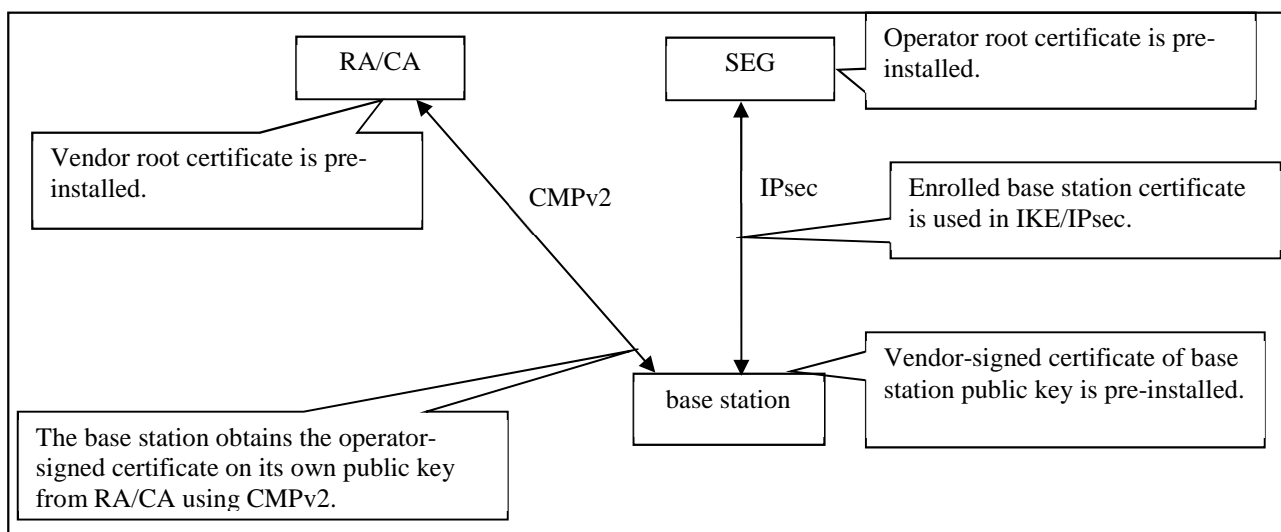 RA/CA
SEG
Operator root certificate is pre-
installed.
Vendor root certificate is pre-
installed.
CMPv2
IPsec
Enrolled base station certificate
is used in IKE/IPsec.
base station
Vendor-signed certificate of base
station public key is pre-installed.
The base station obtains the operator-
signed certificate on its own public key
from RA/CA using CMPv2.